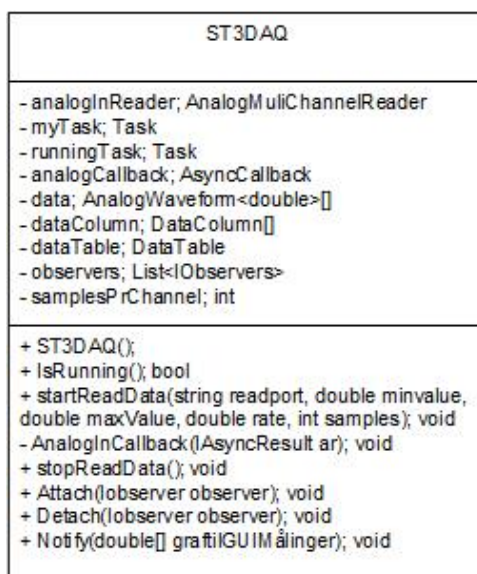 ST3DAQ
- analogInReader; AnalogMuliChannelReader
- myTask; Task
- runningTask; Task
- analogCallback; AsyncCallback
- data; AnalogWaveform<double>[]
- dataColumn; DataColumn[]
- dataTable; DataTable
- observers; List<IObservers>
- samplesPrChannel; int
+ ST3DAQ();
+ IsRunning(); bool
+ startReadData(string readport, double minvalue,
double maxValue, double rate, int samples); void
- AnalogInCallback(IAsyncResult ar); void
+ stopReadData(); void
+ Attach(Iobserver observer); void
+ Detach(Iobserver observer); void
+ Notify(double[] graftilGUIMålinger); void